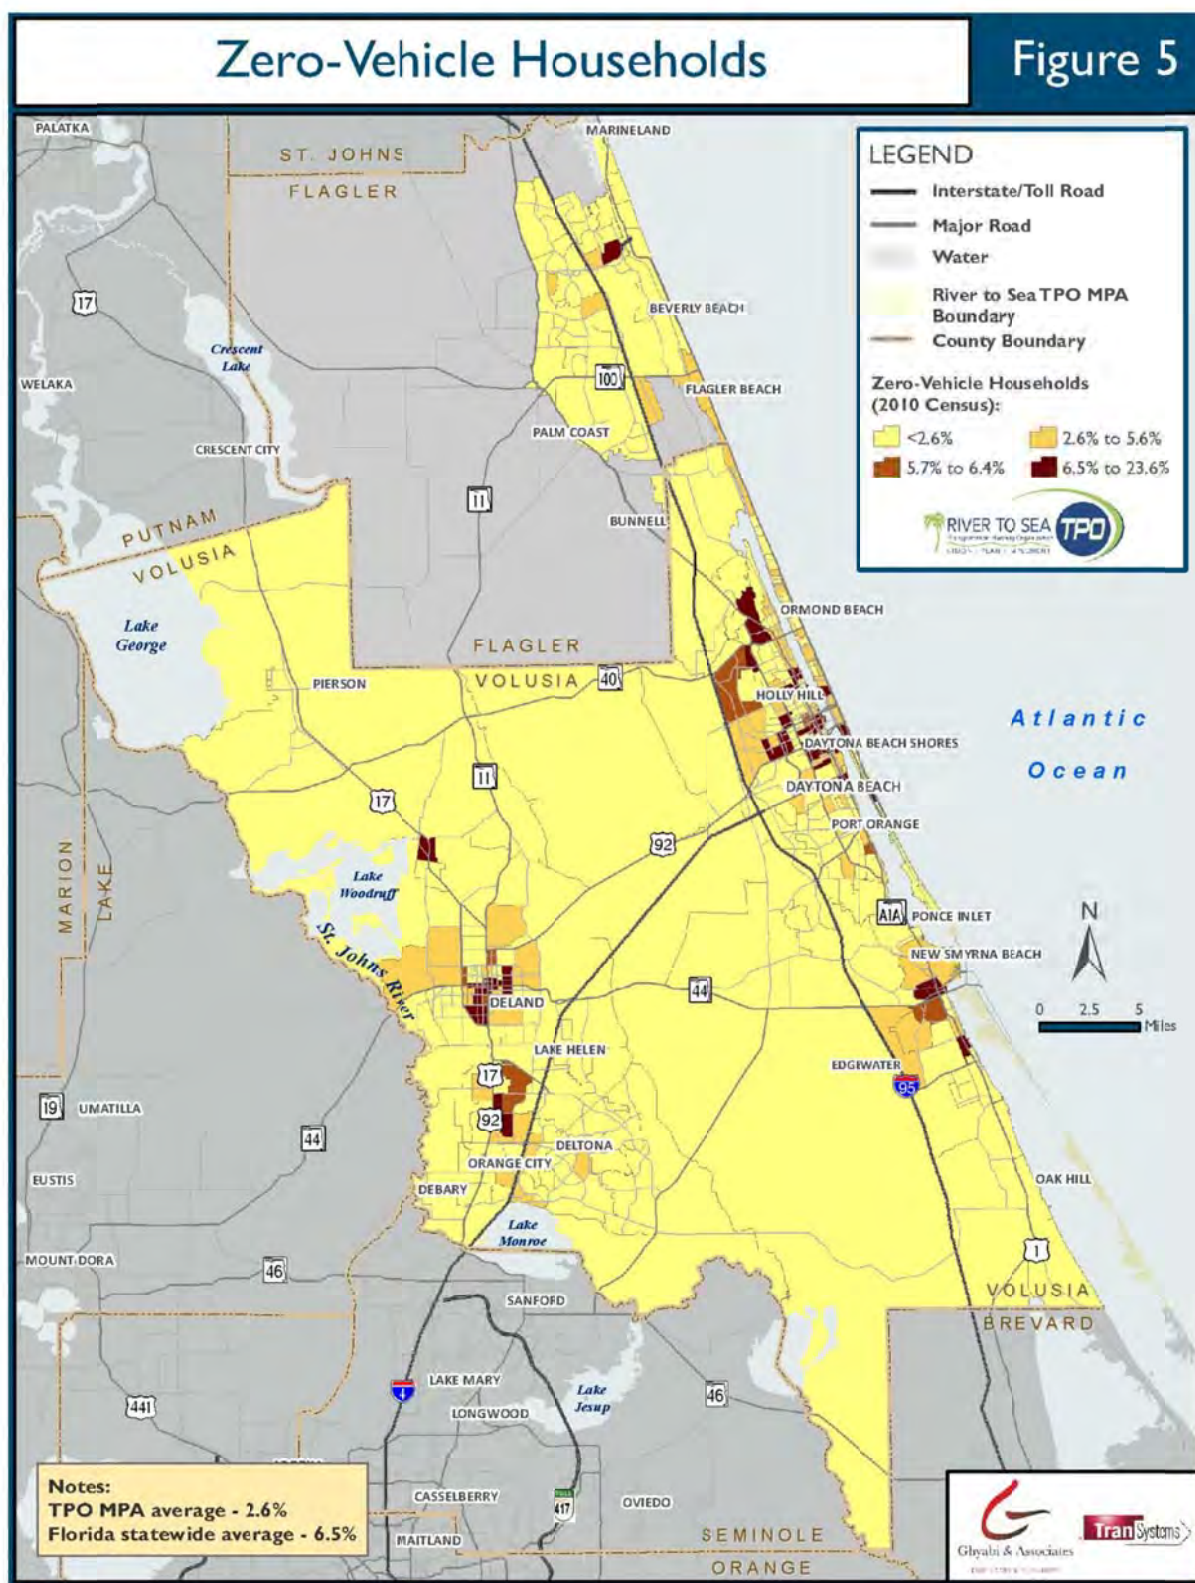 Zero-Vehicle Households
Figure 5
PALATKA
MARINELAND
ST. JOHNS
FLAGLER
LEGEND
Interstate/Toll Road
Major Road
Water
River to Sea TPO MPA
Boundary
County Boundary
Zero-Vehicle Households
(2010 Census):
<2.6%
2.6% to 5.6%
5.7% to 6.4%
6.5% to 23.6%
RIVER TO SEA
TPO
17
BEVERLY BEACH
Crescent
Lake
WELAKA
100
FLAGLER BEACH
PALM COAST
CRESCENT CITY
11
BUNNELL
PUTNAM
VOLUSIA
Lake
George
ORMOND BEACH
FLAGLER
VOLUSIA
40
PIERSON
HOLLY HILL
Atlantic
Ocean
DAYTONA BEACH SHORES
11
DAYTONA BEACH
17
PORT ORANGE
92
MARION
LAKE
Lake
Woodruff
A1A
PONCE INLET
N
St. Johns River
NEW SMYRNA BEACH
44
DELAND
0 2.5 5
Miles
LAKE HELEN
EDGEWATER
17
95
19
UMATILLA
92
44
DELTONA
ORANGE CITY
EUSTIS
DEBARY
OAK HILL
Lake
Monroe
MOUNT DORA
46
1
VOLUSIA
BREVARD
SANFORD
LAKE MARY
4
Lake
Jesup
46
441
LONGWOOD
Notes:
TPO MPA average - 2.6%
Florida statewide average - 6.5%
CASSELBERRY
417
OVIEDO
MAITLAND
SEMINOLE
ORANGE
Ghyabi & Associates
TranSystems